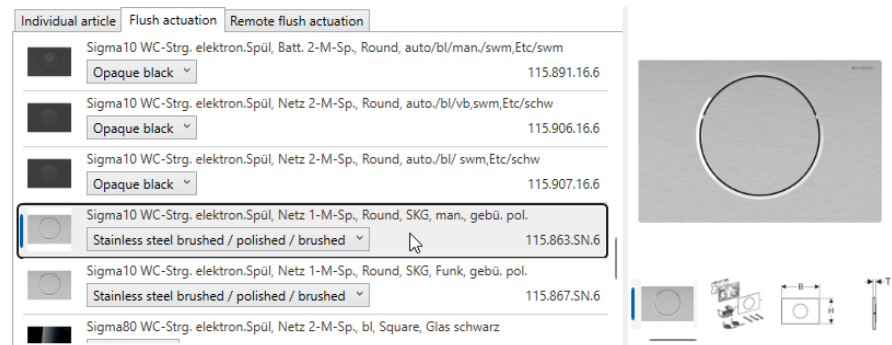 Individual article
Flush actuation
Remote flush actuation
Sigma10 WC-Strg. elektron.Spül, Batt. 2-M-Sp., Round, auto/bl/man./swm,Etc/swm
Opaque black
115.891.16.6
Sigma10 WC-Strg. elektron.Spül, Netz 2-M-Sp., Round, auto./bl/vb,swm,Etc/schw
Opaque black
115.906.16.6
Sigma10 WC-Strg. elektron.Spül, Netz 2-M-Sp., Round, auto./bl/ swm,Etc/schw
Opaque black
115.907.16.6
Sigma10 WC-Strg. elektron.Spül, Netz 1-M-Sp., Round, SKG, man., gebü. pol.
Stainless steel brushed / polished / brushed
115.863.SN.6
Sigma10 WC-Strg. elektron.Spül, Netz 1-M-Sp., Round, SKG, Funk, gebü. pol.
Stainless steel brushed / polished / brushed
115.867.SN.6
Sigma80 WC-Strg. elektron.Spül, Netz 2-M-Sp., bl, Square, Glas schwarz
GEBERIT
B
H
T